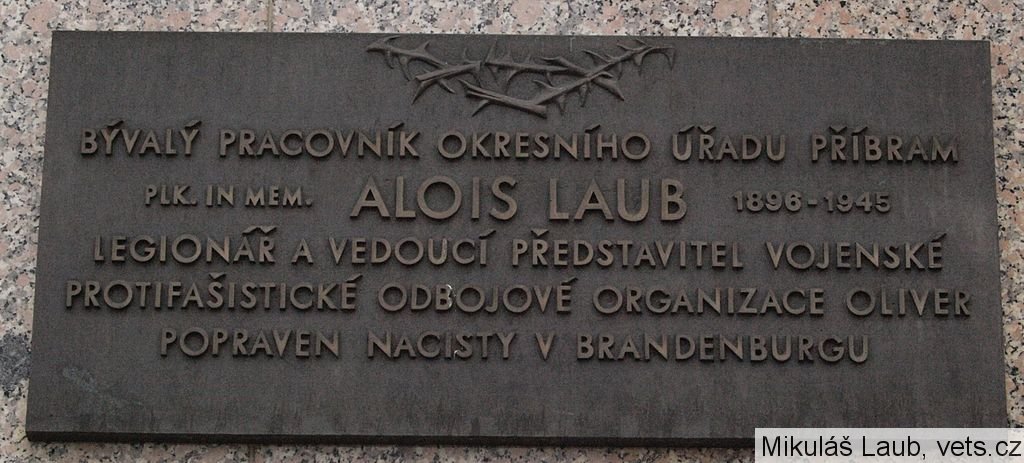 BÝVALÝ PRACOVNÍK OKRESNÍHO ÚŘADU PŘÍBRAM
PLK. IN MEM. ALOIS LAUB 1896-1945
LEGIONÁŘ A VEDOUCÍ PŘEDSTAVITEL VOJENSKÉ
PROTIFAŠISTICKÉ ODBOJOVÉ ORGANIZACE OLIVER
POPRAVEN NACISTY V BRANDENBURGU
Mikuláš Laub, vets.cz